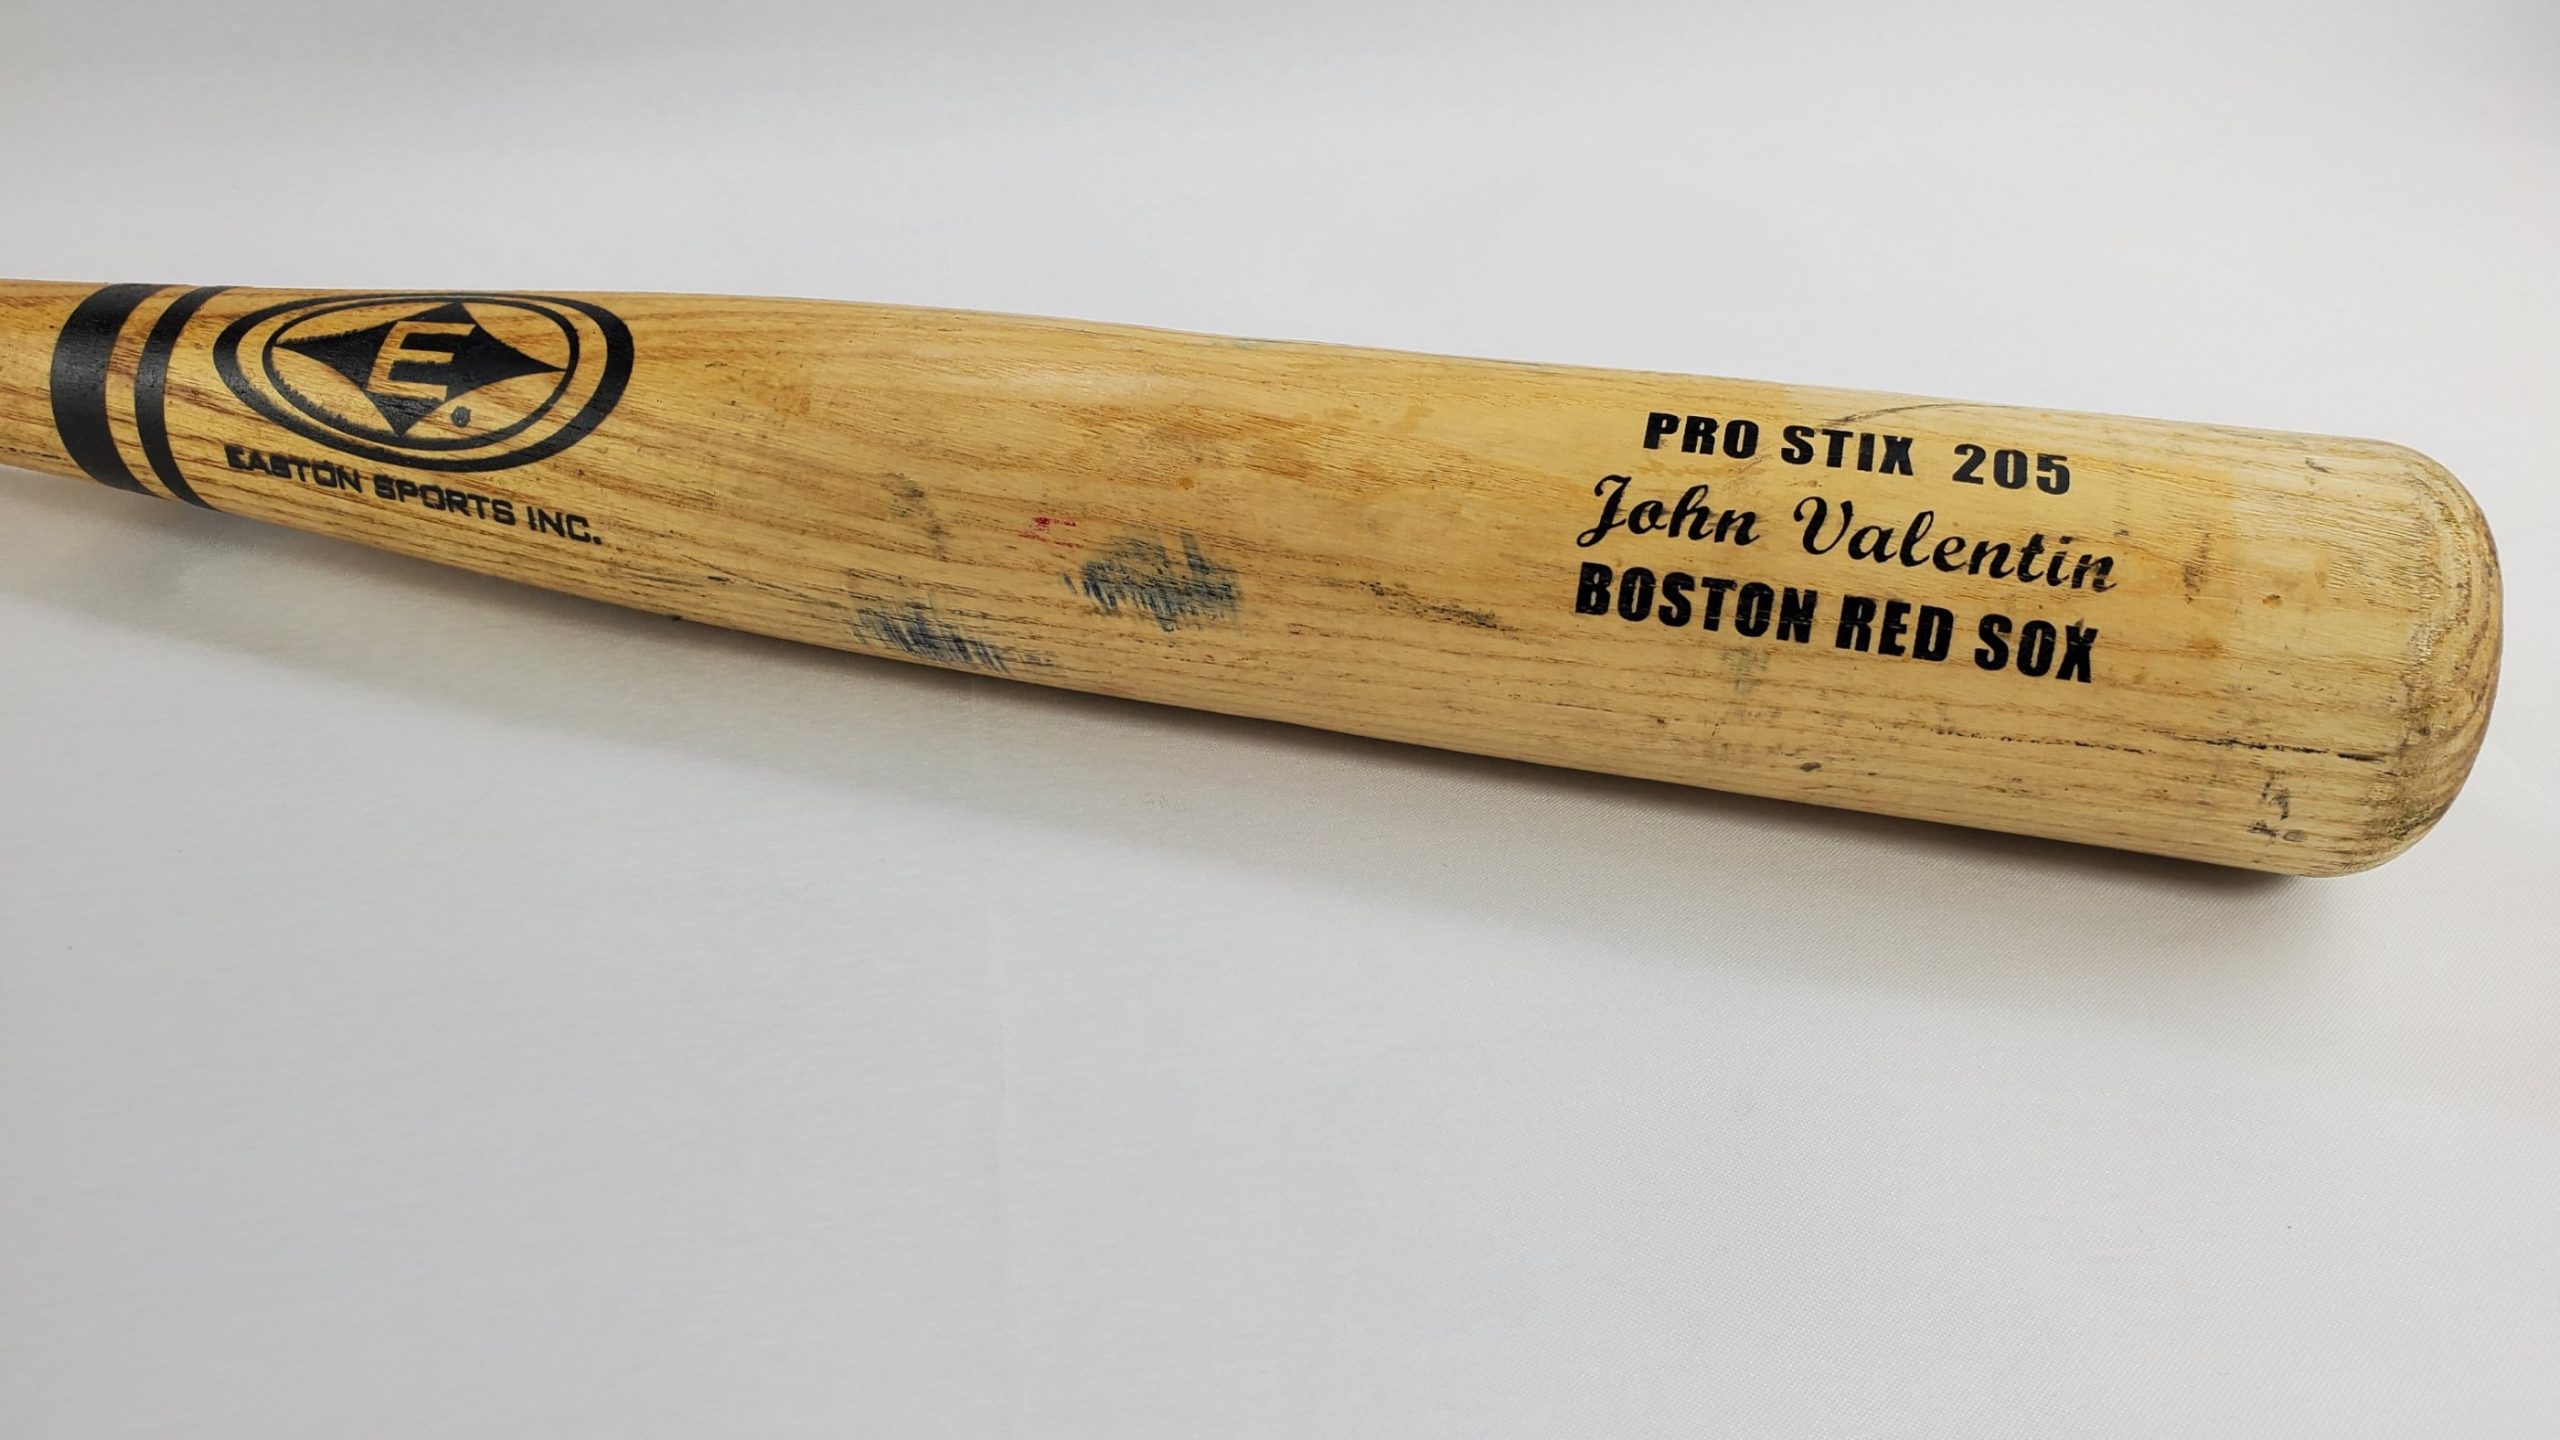 E®
EASTON SPORTS INC.
PRO STIX 205
John Valentin
BOSTON RED SOX